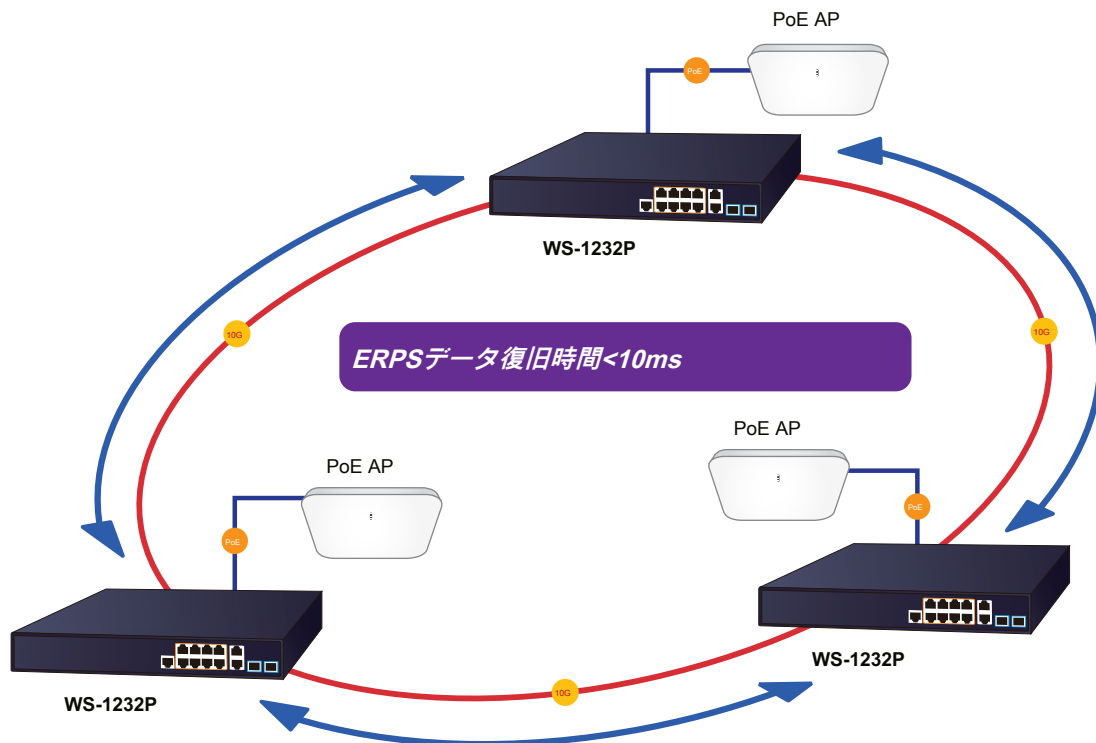 PoE AP
PoE
WS-1232P
10G
10G
ERPSデータ復旧時間<10ms
PoE AP
PoE AP
PoE
PoE
WS-1232P
WS-1232P
10G